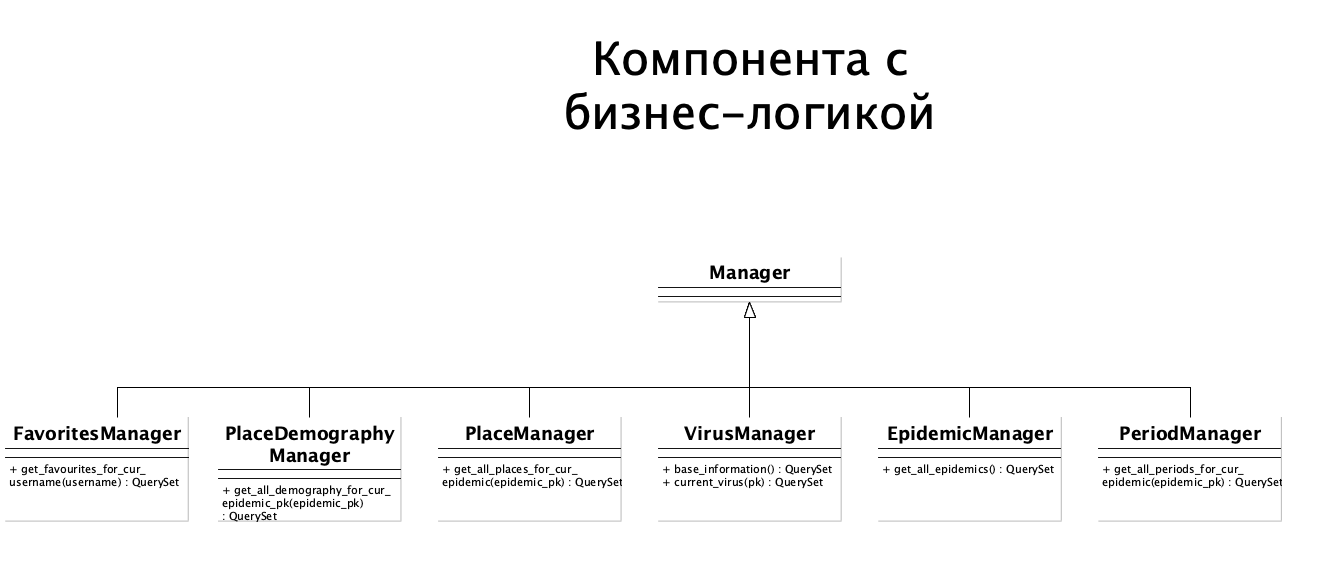 Компонента с
бизнес-логикой
Manager
FavoritesManager
+ get_favourites_for_cur_
username(username) : QuerySet
PlaceDemography
Manager
+ get_all_demography_for_cur_
epidemic_pk(epidemic_pk)
: QuerySet
PlaceManager
+ get_all_places_for_cur_
epidemic(epidemic_pk) : QuerySet
VirusManager
+ base_information() : QuerySet
+ current_virus(pk) : QuerySet
EpidemicManager
+ get_all_epidemics() : QuerySet
PeriodManager
+ get_all_periods_for_cur_
epidemic(epidemic_pk) : QuerySet